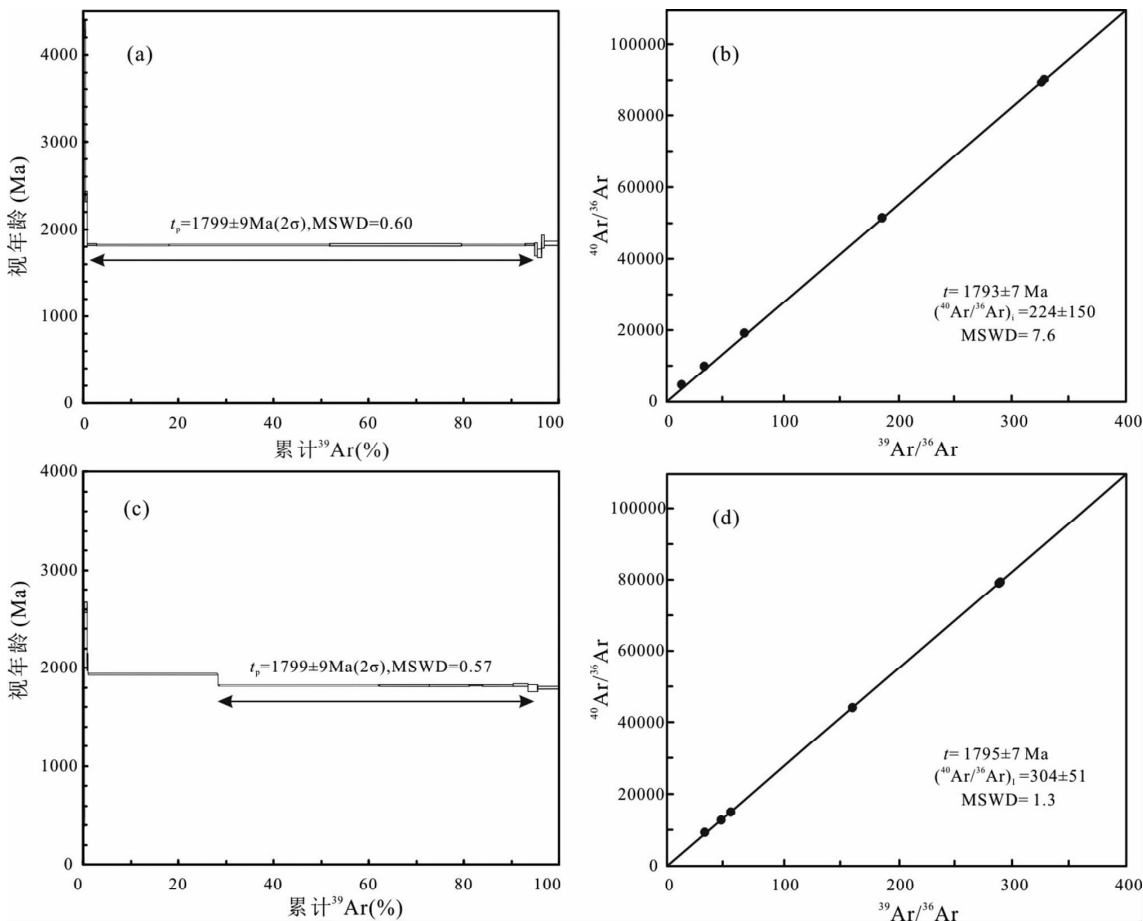 (a)
视年龄(Ma)
4000
3000
2000
1000
0
tₚ=1799±9Ma(2σ),MSWD=0.60
0 20 40 60 80 100
累计³⁹Ar(%)
(b)
⁴⁰Ar/³⁶Ar
100000
80000
60000
40000
20000
0
t= 1793±7 Ma
(⁴⁰Ar/³⁶Ar)ᵢ=224±150
MSWD= 7.6
0 100 200 300 400
³⁹Ar/³⁶Ar
(c)
视年龄(Ma)
4000
3000
2000
1000
0
tₚ=1799±9Ma(2σ),MSWD=0.57
0 20 40 60 80 100
累计³⁹Ar(%)
(d)
⁴⁰Ar/³⁶Ar
100000
80000
60000
40000
20000
0
t= 1795±7 Ma
(⁴⁰Ar/³⁶Ar)₁=304±51
MSWD= 1.3
0 100 200 300 400
³⁹Ar/³⁶Ar